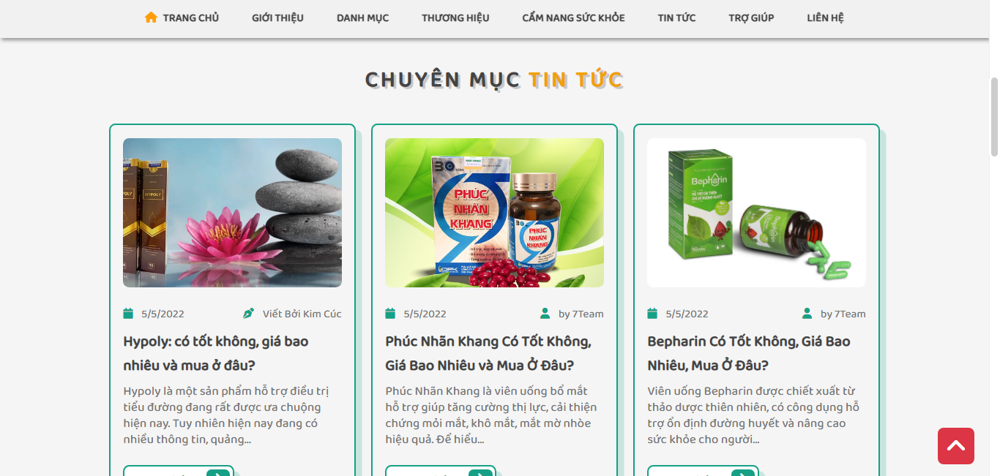 TRANG CHỦ GIỚI THIỆU DANH MỤC THƯƠNG HIỆU CẨM NANG SỨC KHỎE TIN TỨC TRỢ GIÚP LIÊN HỆ
CHUYÊN MỤC TIN TỨC
HYPOLY
30 viên
PHÚC
NHÃN
KHANG
30
PHÚC
NHÃN
KHANG
Bepharin
Bepharin
5/5/2022 Viết Bởi Kim Cúc
Hypoly: có tốt không, giá bao
nhiêu và mua ở đâu?
Hypoly là một sản phẩm hỗ trợ điều trị
tiểu đường đang rất được ưa chuộng
hiện nay. Tuy nhiên hiện nay đang có
nhiều thông tin, quảng...
5/5/2022 by 7Team
Phúc Nhãn Khang Có Tốt Không,
Giá Bao Nhiêu và Mua Ở Đâu?
Phúc Nhãn Khang là viên uống bổ mắt
hỗ trợ giúp tăng cường thị lực, cải thiện
chứng mỏi mắt, khô mắt, mắt mờ nhòe
hiệu quả. Để hiểu...
5/5/2022 by 7Team
Bepharin Có Tốt Không, Giá Bao
Nhiêu, Mua Ở Đâu?
Viên uống Bepharin được chiết xuất từ
thảo dược thiên nhiên, có công dụng hỗ
trợ ổn định đường huyết và nâng cao
sức khỏe cho người...